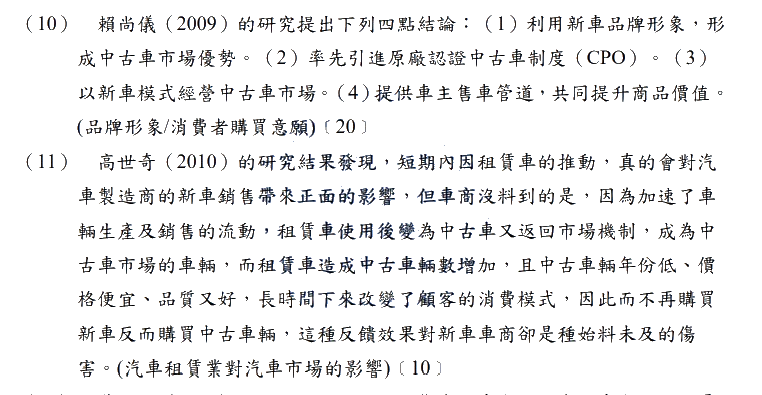 （10） 賴尚儀（2009）的研究提出下列四點結論：（1）利用新車品牌形象，形
成中古車市場優勢。（2）率先引進原廠認證中古車制度（CPO）。（3）
以新車模式經營中古車市場。（4）提供車主售車管道，共同提升商品價值。
(品牌形象/消費者購買意願)〔20〕
（11） 高世奇（2010）的研究結果發現，短期內因租賃車的推動，真的會對汽
車製造商的新車銷售帶來正面的影響，但車商沒料到的是，因為加速了車
輛生產及銷售的流動，租賃車使用後變為中古車又返回市場機制，成為中
古車市場的車輛，而租賃車造成中古車輛數增加，且中古車輛年份低、價
格便宜、品質又好，長時間下來改變了顧客的消費模式，因此而不再購買
新車反而購買中古車輛，這種反饋效果對新車車商卻是種始料未及的傷
害。(汽車租賃業對汽車市場的影響)〔10〕